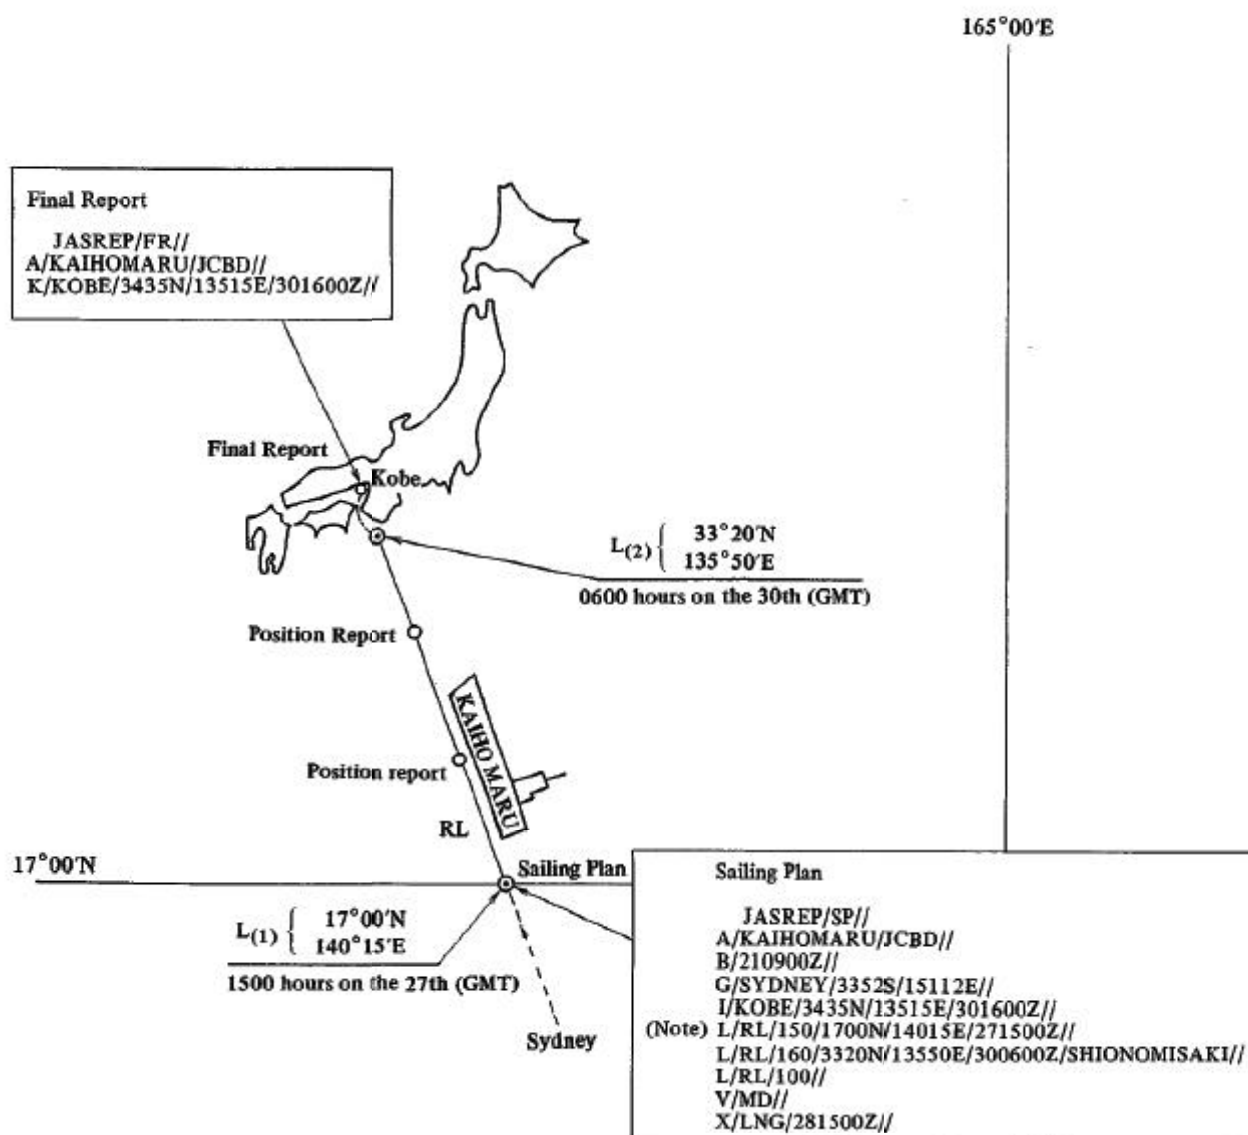 165°00′E
Final Report
JASREP/FR//
A/KAIHOMARU/JCBD//
K/KOBE/3435N/13515E/301600Z//
Final Report
Kobe
L(2) { 33°20′N
135°50′E
0600 hours on the 30th (GMT)
Position Report
KAIHO MARU
Position report
RL
17°00′N
Sailing Plan
L(1) { 17°00′N
140°15′E
1500 hours on the 27th (GMT)
Sydney
Sailing Plan
JASREP/SP//
A/KAIHOMARU/JCBD//
B/210900Z//
G/SYDNEY/3352S/15112E//
I/KOBE/3435N/13515E/301600Z//
(Note) L/RL/150/1700N/14015E/271500Z//
L/RL/160/3320N/13550E/300600Z/SHIONOMISAKI//
L/RL/100//
V/MD//
X/LNG/281500Z//